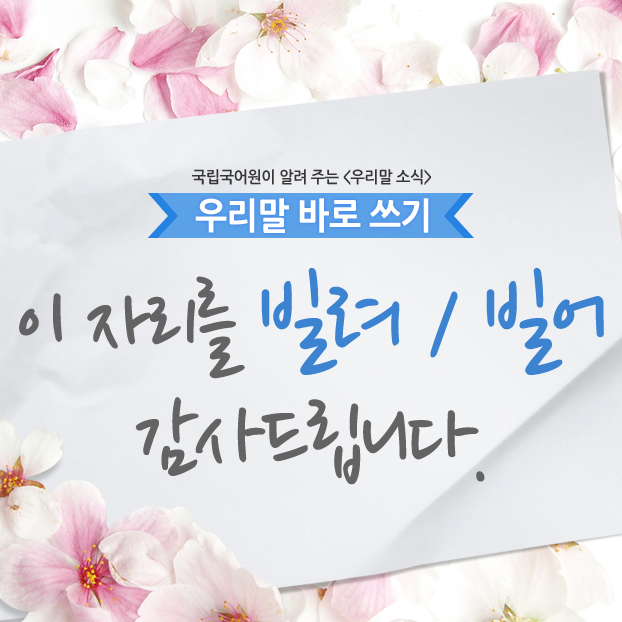 국립국어원이 알려 주는 <우리말 소식>
우리말 바로 쓰기
이 자리를 빌려 / 빌어
감사드립니다.